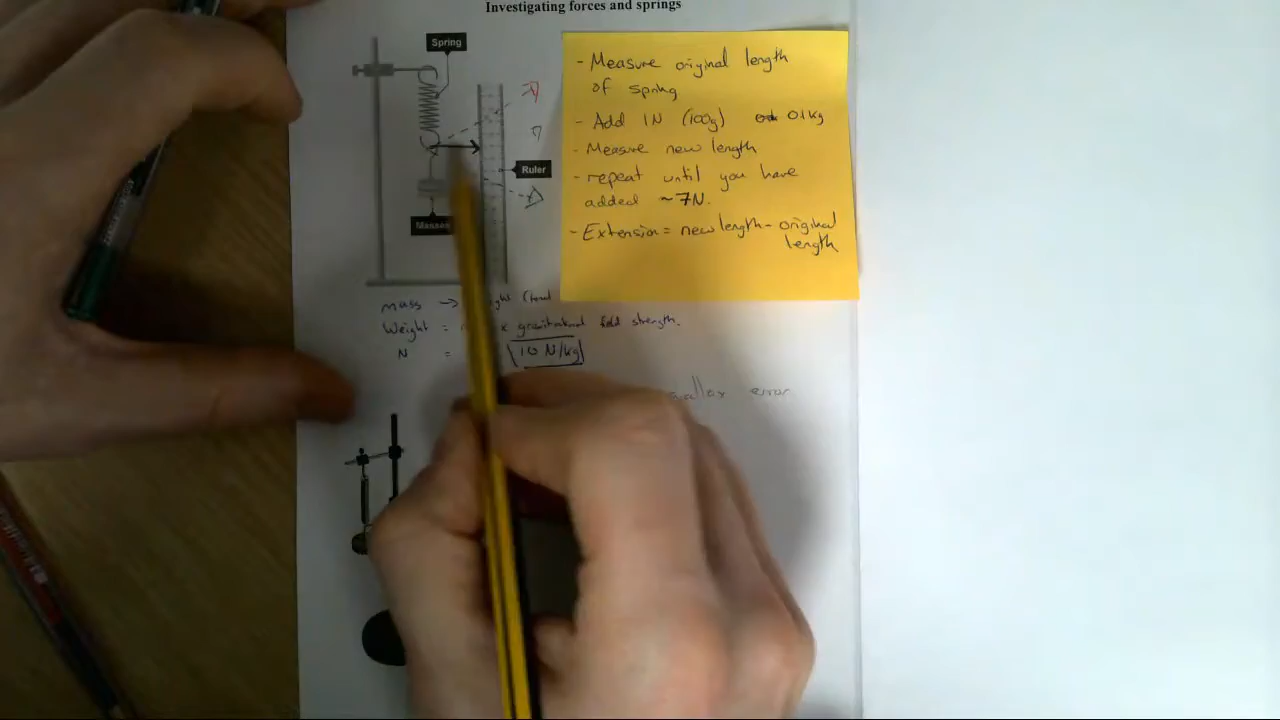 Investigating forces and springs
Spring
Ruler
Masses
- Measure original length
of spring
- Add 1N (100g) 0.1kg
- Measure new length
- repeat until you have
added ~7N.
- Extension = new length - original
length
mass →
Weight = x gravitational field strength.
N = 10 N/kg
error